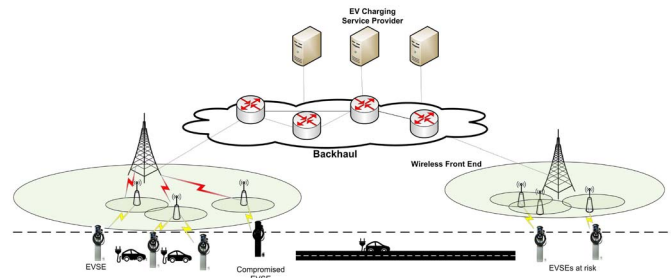 EV Charging
Service Provider
Backhaul
Wireless Front End
EVSE
Compromised
EVSE
EVSEs at risk